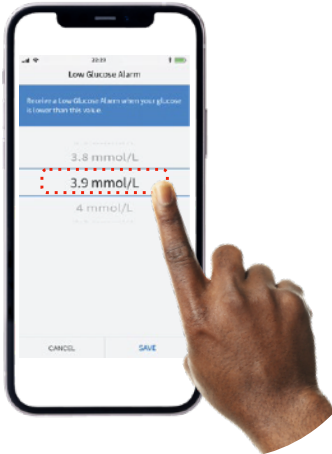 Low Glucose Alarm
Receive a Low Glucose Alarm when your glucose
is lower than this value.
3.8 mmol/L
3.9 mmol/L
4 mmol/L
CANCEL SAVE